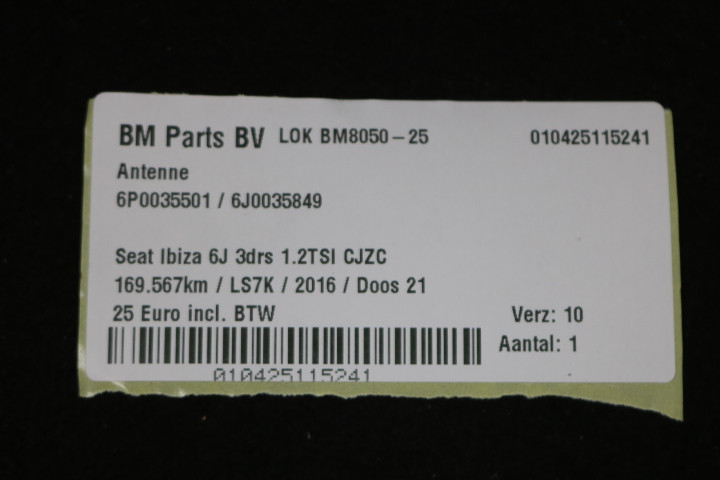 BM Parts BV LOK BM8050-25 010425115241
Antenne
6P0035501 / 6J0035849
Seat Ibiza 6J 3drs 1.2TSI CJZC
169.567km / LS7K / 2016 / Doos 21
25 Euro incl. BTW Verz: 10
Aantal: 1
010425115241